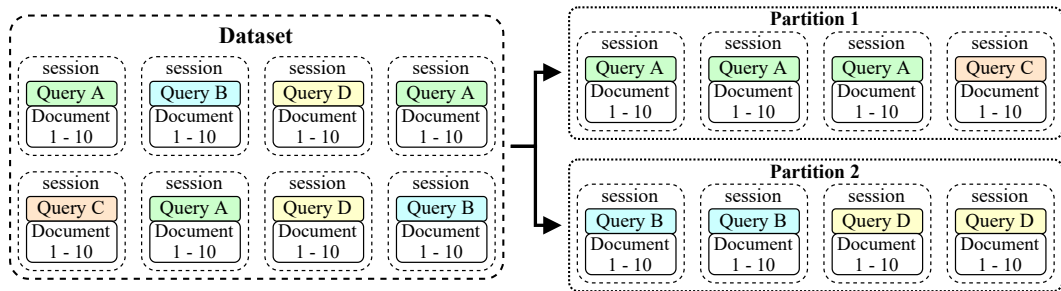 Dataset
session session session session
Query A Query B Query D Query A
Document Document Document Document
1 - 10 1 - 10 1 - 10 1 - 10
session session session session
Query C Query A Query D Query B
Document Document Document Document
1 - 10 1 - 10 1 - 10 1 - 10
Partition 1
session session session session
Query A Query A Query A Query C
Document Document Document Document
1 - 10 1 - 10 1 - 10 1 - 10
Partition 2
session session session session
Query B Query B Query D Query D
Document Document Document Document
1 - 10 1 - 10 1 - 10 1 - 10